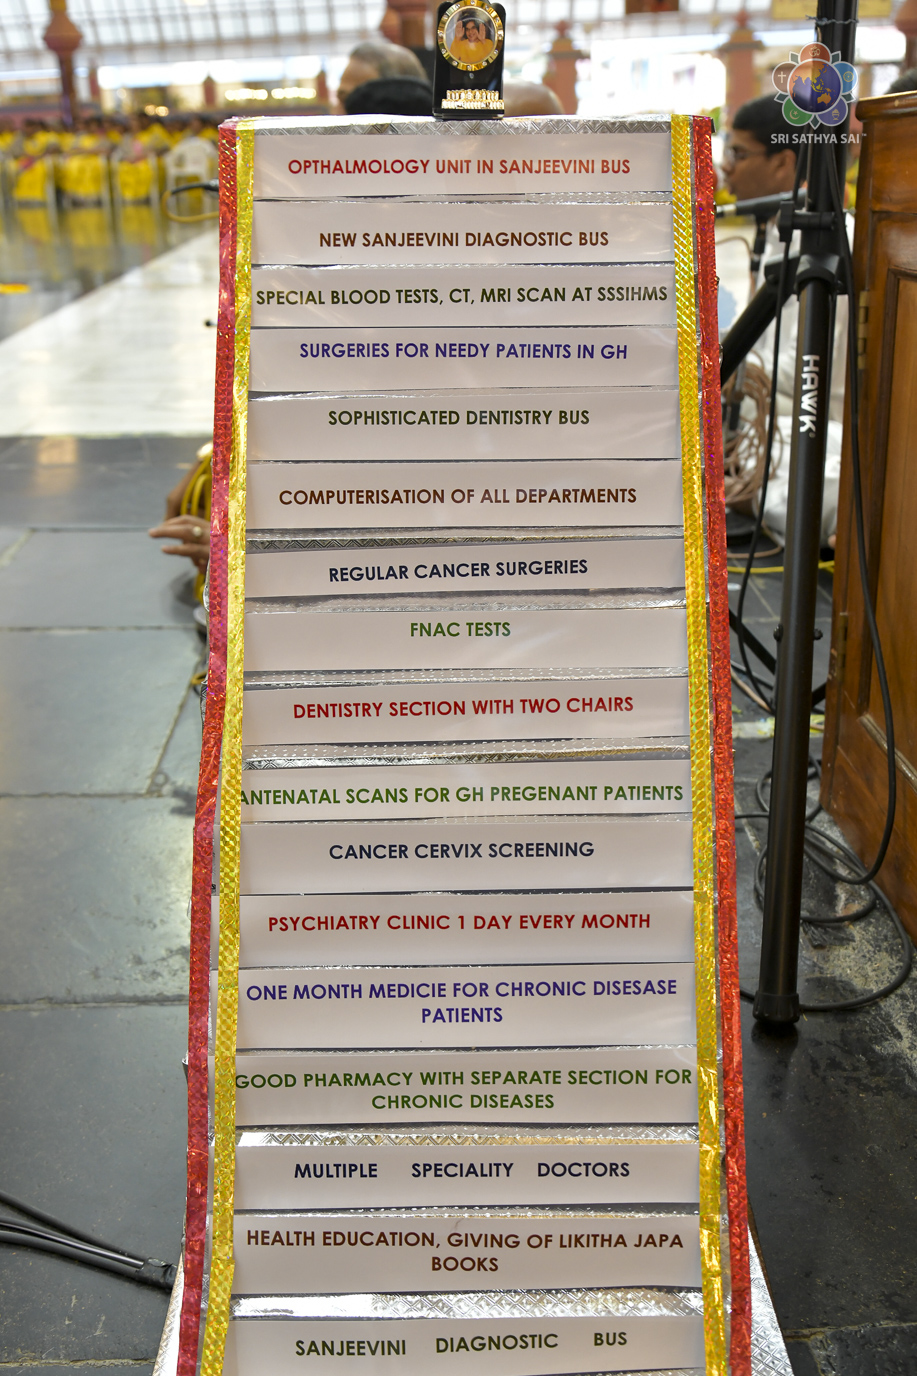 SRI SATHYA SAI
OPTHALMOLOGY UNIT IN SANJEEVINI BUS
NEW SANJEEVINI DIAGNOSTIC BUS
SPECIAL BLOOD TESTS, CT, MRI SCAN AT SSSIHMS
SURGERIES FOR NEEDY PATIENTS IN GH
SOPHISTICATED DENTISTRY BUS
COMPUTERISATION OF ALL DEPARTMENTS
HAWK
REGULAR CANCER SURGERIES
FNAC TESTS
DENTISTRY SECTION WITH TWO CHAIRS
ANTENATAL SCANS FOR GH PREGENANT PATIENTS
CANCER CERVIX SCREENING
PSYCHIATRY CLINIC 1 DAY EVERY MONTH
ONE MONTH MEDICIE FOR CHRONIC DISESASE
PATIENTS
GOOD PHARMACY WITH SEPARATE SECTION FOR
CHRONIC DISEASES
MULTIPLE SPECIALITY DOCTORS
HEALTH EDUCATION, GIVING OF LIKITHA JAPA
BOOKS
SANJEEVINI DIAGNOSTIC BUS